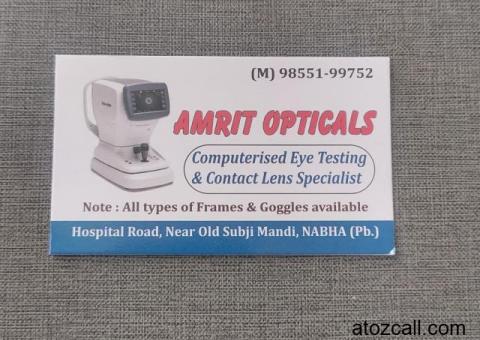 (M) 98551-99752
AMRIT OPTICALS
Computerised Eye Testing
& Contact Lens Specialist
Note : All types of Frames & Goggles available
Hospital Road, Near Old Subji Mandi, NABHA (Pb.)
atozcall.com